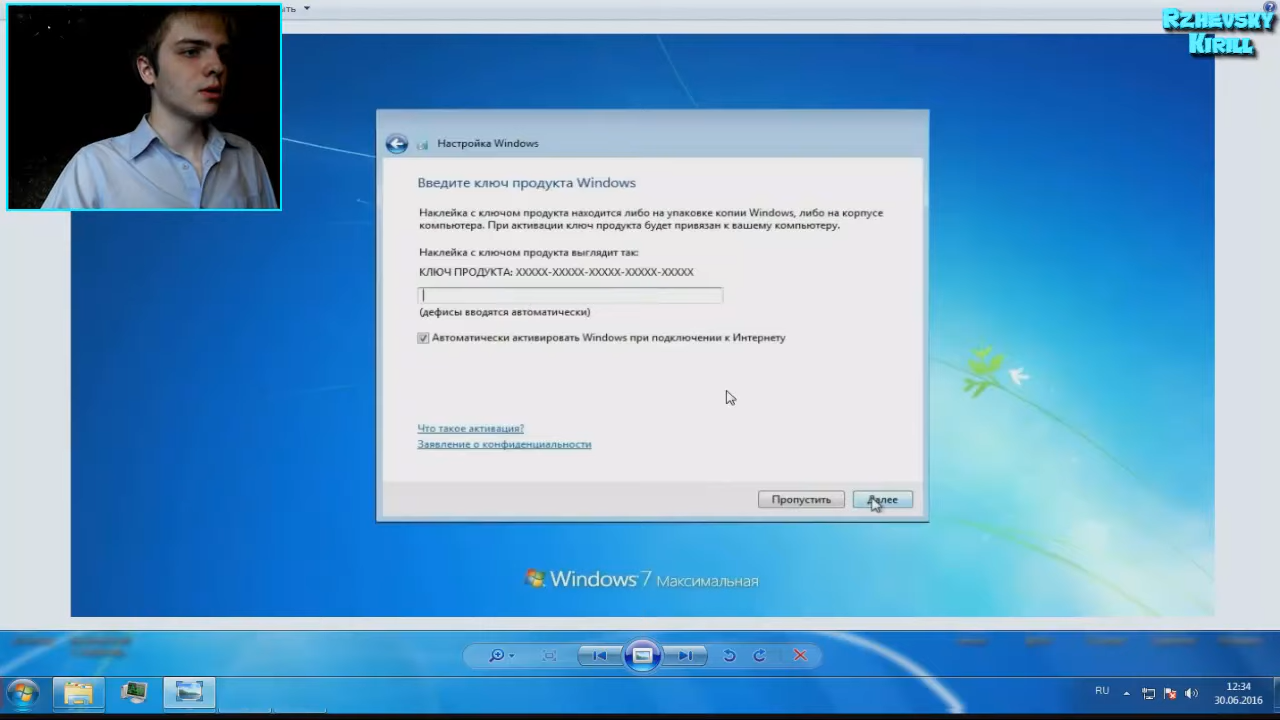 ть
Rzhevsky
Kirill
Настройка Windows
Введите ключ продукта Windows
Наклейка с ключом продукта находится либо на упаковке копии Windows, либо на корпусе
компьютера. При активации ключ продукта будет привязан к вашему компьютеру.
Наклейка с ключом продукта выглядит так:
КЛЮЧ ПРОДУКТА: XXXXX-XXXXX-XXXXX-XXXXX-XXXXX
(дефисы вводятся автоматически)
Автоматически активировать Windows при подключении к Интернету
Что такое активация?
Заявление о конфиденциальности
Пропустить Далее
Windows 7 Максимальная
RU
12:34
30.06.2016